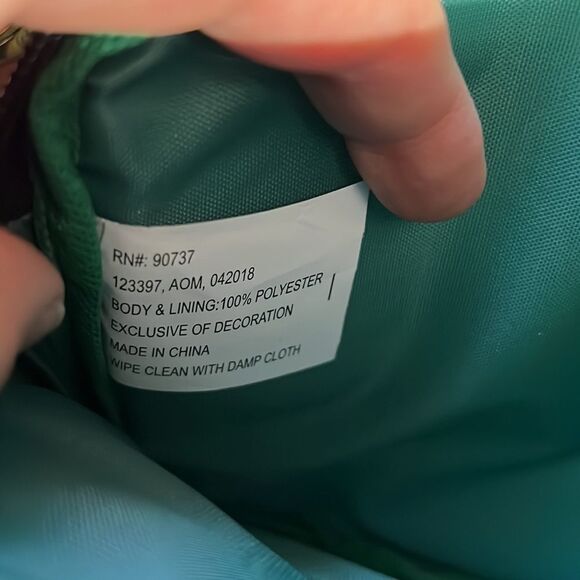 RN#: 90737
123397, AOM, 042018
BODY & LINING:100% POLYESTER
EXCLUSIVE OF DECORATION
MADE IN CHINA
WIPE CLEAN WITH DAMP CLOTH